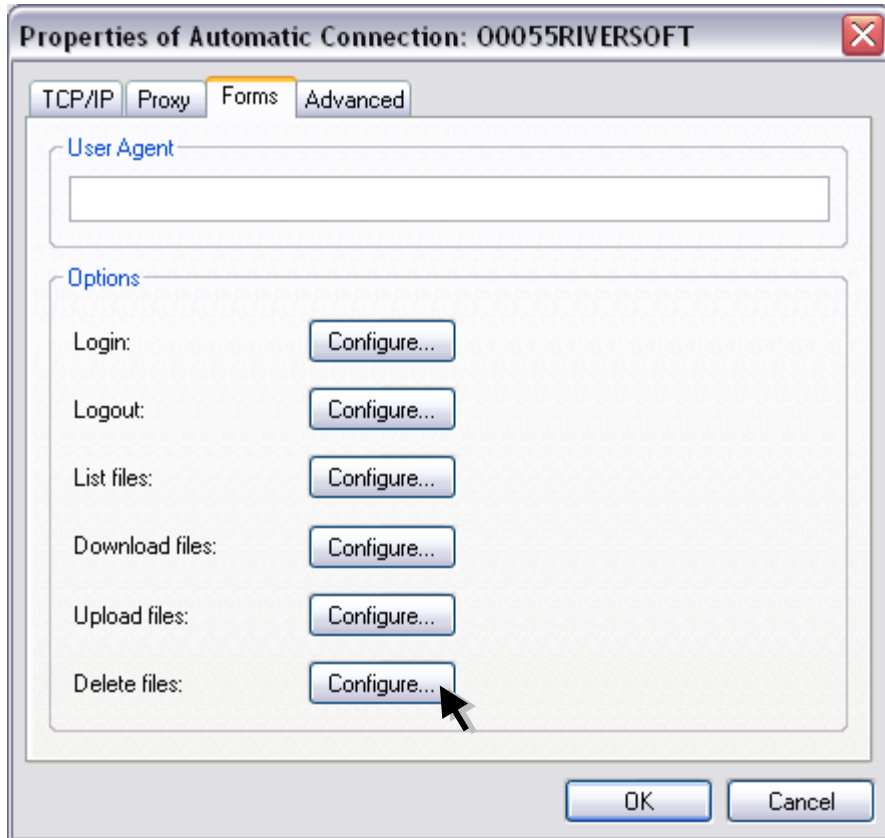 Properties of Automatic Connection: O0055RIVERSOFT
TCP/IP Proxy Forms Advanced
User Agent
Options
Login: Configure...
Logout: Configure...
List files: Configure...
Download files: Configure...
Upload files: Configure...
Delete files: Configure...
OK Cancel